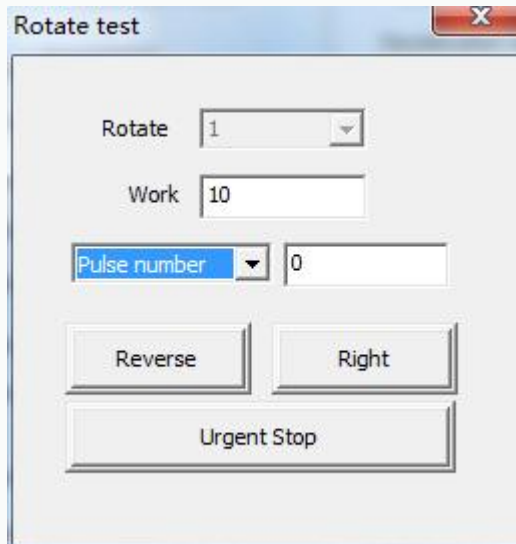 Rotate test
Rotate 1
Work 10
Pulse number 0
Reverse Right
Urgent Stop